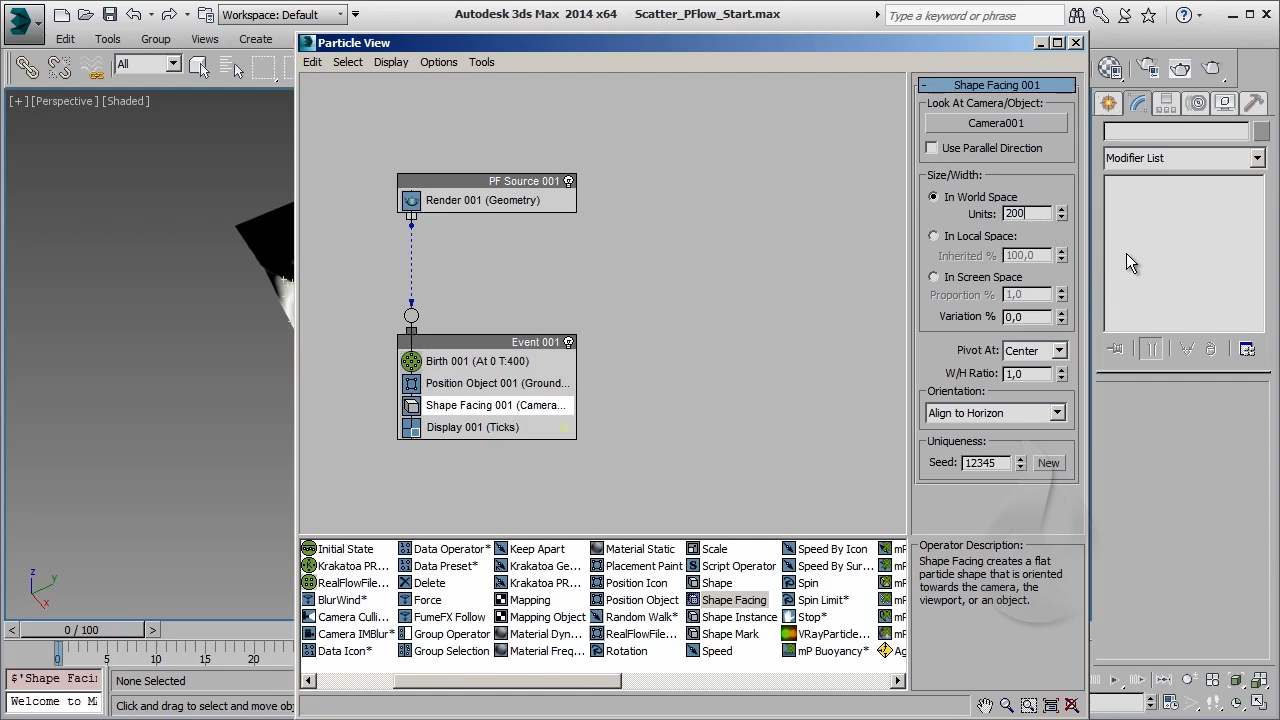 Workspace: Default
Autodesk 3ds Max 2014 x64 Scatter_PFlow_Start.max
Type a keyword or phrase
Edit Tools Group Views Create
All
[+][Perspective][Shaded]
Particle View
Edit Select Display Options Tools
PF Source 001
Render 001 (Geometry)
Event 001
Birth 001 (At 0 T:400)
Position Object 001 (Ground...
Shape Facing 001 (Camera...
Display 001 (Ticks)
- Shape Facing 001
Look At Camera/Object:
Camera001
Use Parallel Direction
Size/Width:
In World Space
Units: 200
In Local Space:
Inherited % 100,0
In Screen Space
Proportion % 1,0
Variation % 0,0
Pivot At: Center
W/H Ratio: 1,0
Orientation:
Align to Horizon
Uniqueness:
Seed: 12345 New
Operator Description:
Shape Facing creates a flat
particle shape that is oriented
towards the camera, the
viewport, or an object.
Modifier List
Initial State Data Operator* Keep Apart Material Static Scale Speed By Icon
Krakatoa PR... Data Preset* Krakatoa Ge... Placement Paint Script Operator Speed By Sur...
RealFlowFile... Delete Krakatoa PR... Position Icon Shape Spin
BlurWind* Force Mapping Position Object Shape Facing Spin Limit*
Camera Culli... FumeFX Follow Mapping Object Random Walk* Shape Instance Stop*
Camera IMBlur* Group Operator Material Dyn... RealFlowFile... Shape Mark VRayParticle...
Data Icon* Group Selection Material Freq... Rotation Speed mP Buoyancy*
z
y
x
0 / 100
0 5 10 15 20
$'Shape Faci
Welcome to M
None Selected
Click and drag to select and move obj